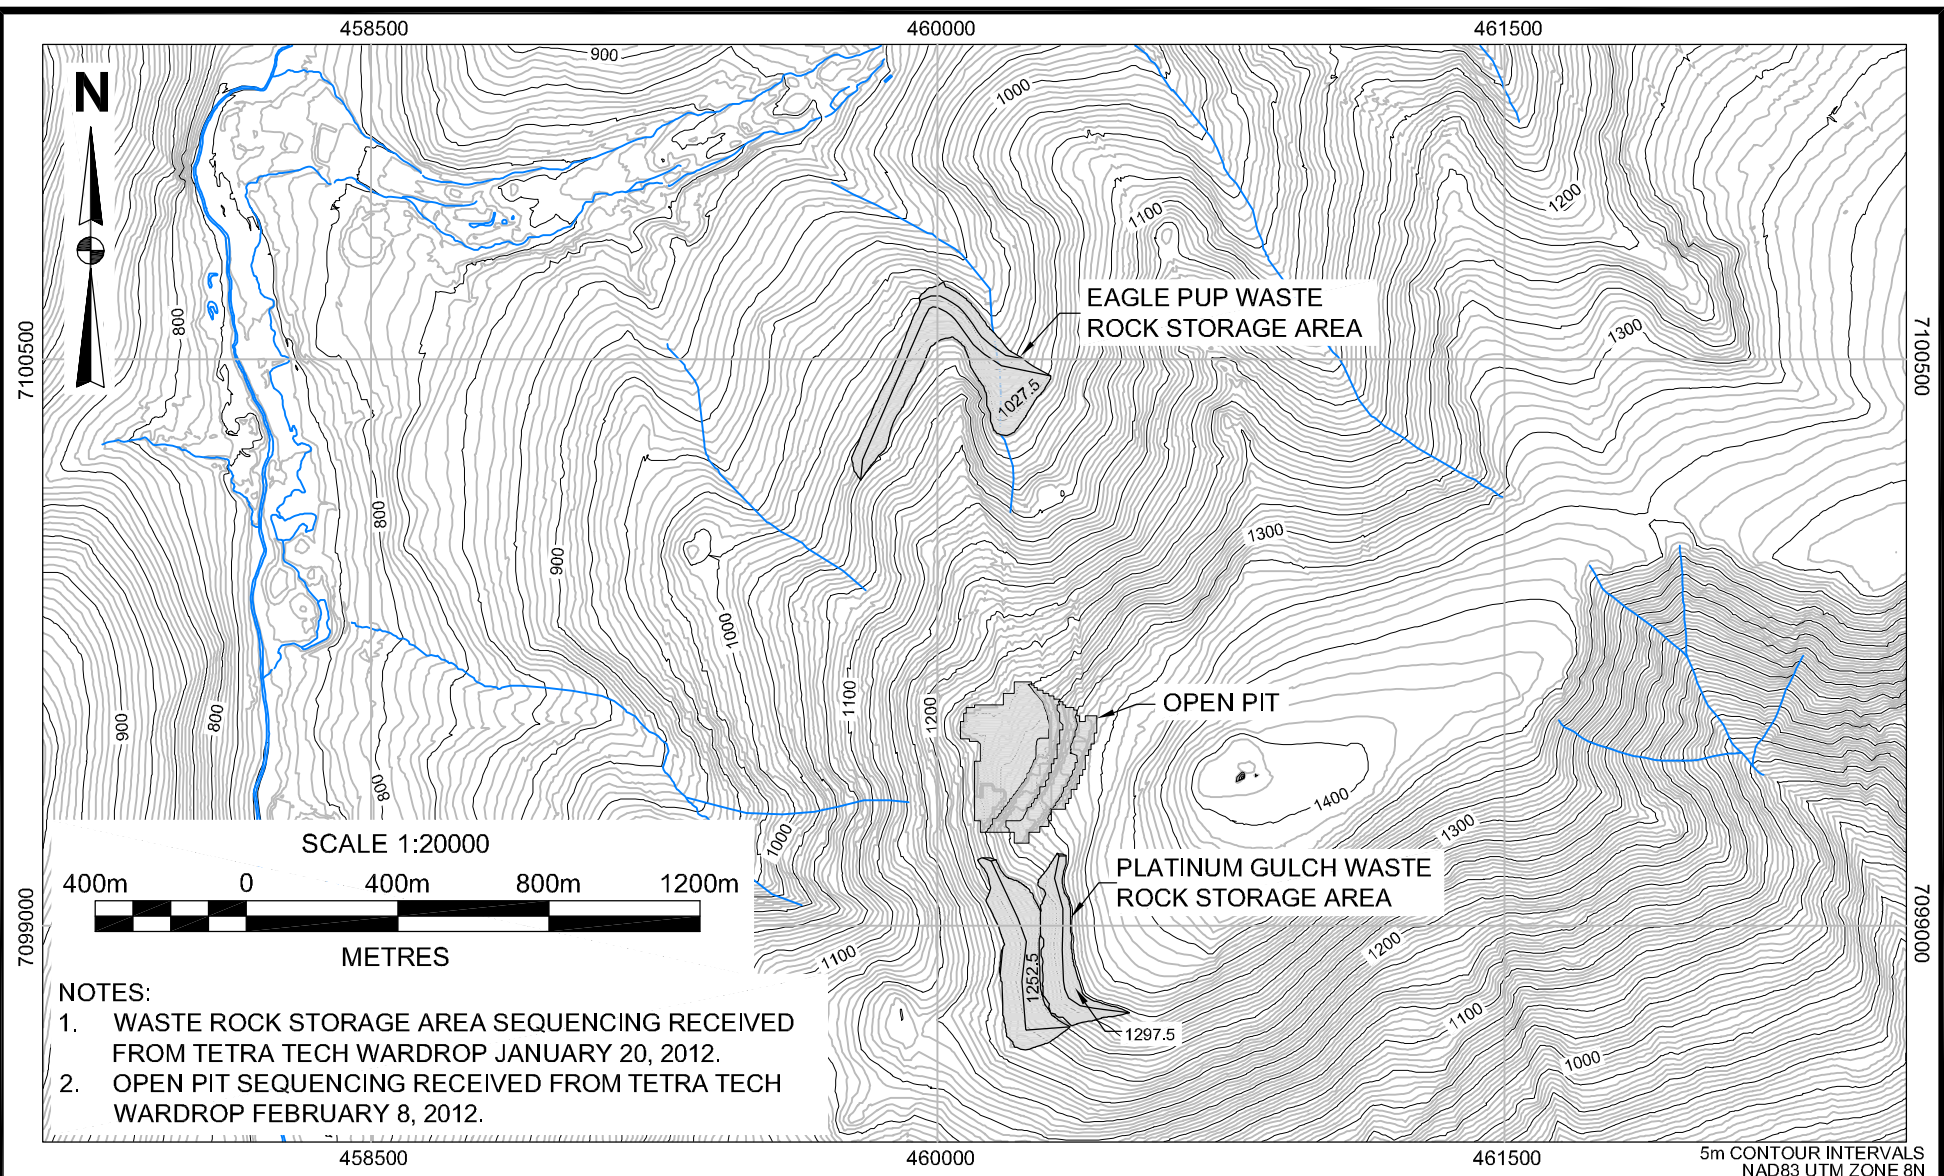 458500
460000
461500
900
N
1000
1200
1100
EAGLE PUP WASTE
ROCK STORAGE AREA
800
1300
7100500
7100500
1027.5
800
1300
900
1000
1100
1200
OPEN PIT
900
800
800
1400
1300
1000
SCALE 1:20000
400m 0 400m 800m 1200m
METRES
PLATINUM GULCH WASTE
ROCK STORAGE AREA
7099000
7099000
1100
1200
1252.5
1297.5
1100
1000
NOTES:
1. WASTE ROCK STORAGE AREA SEQUENCING RECEIVED
FROM TETRA TECH WARDROP JANUARY 20, 2012.
2. OPEN PIT SEQUENCING RECEIVED FROM TETRA TECH
WARDROP FEBRUARY 8, 2012.
458500
460000
461500
5m CONTOUR INTERVALS
NAD83 UTM ZONE 8N